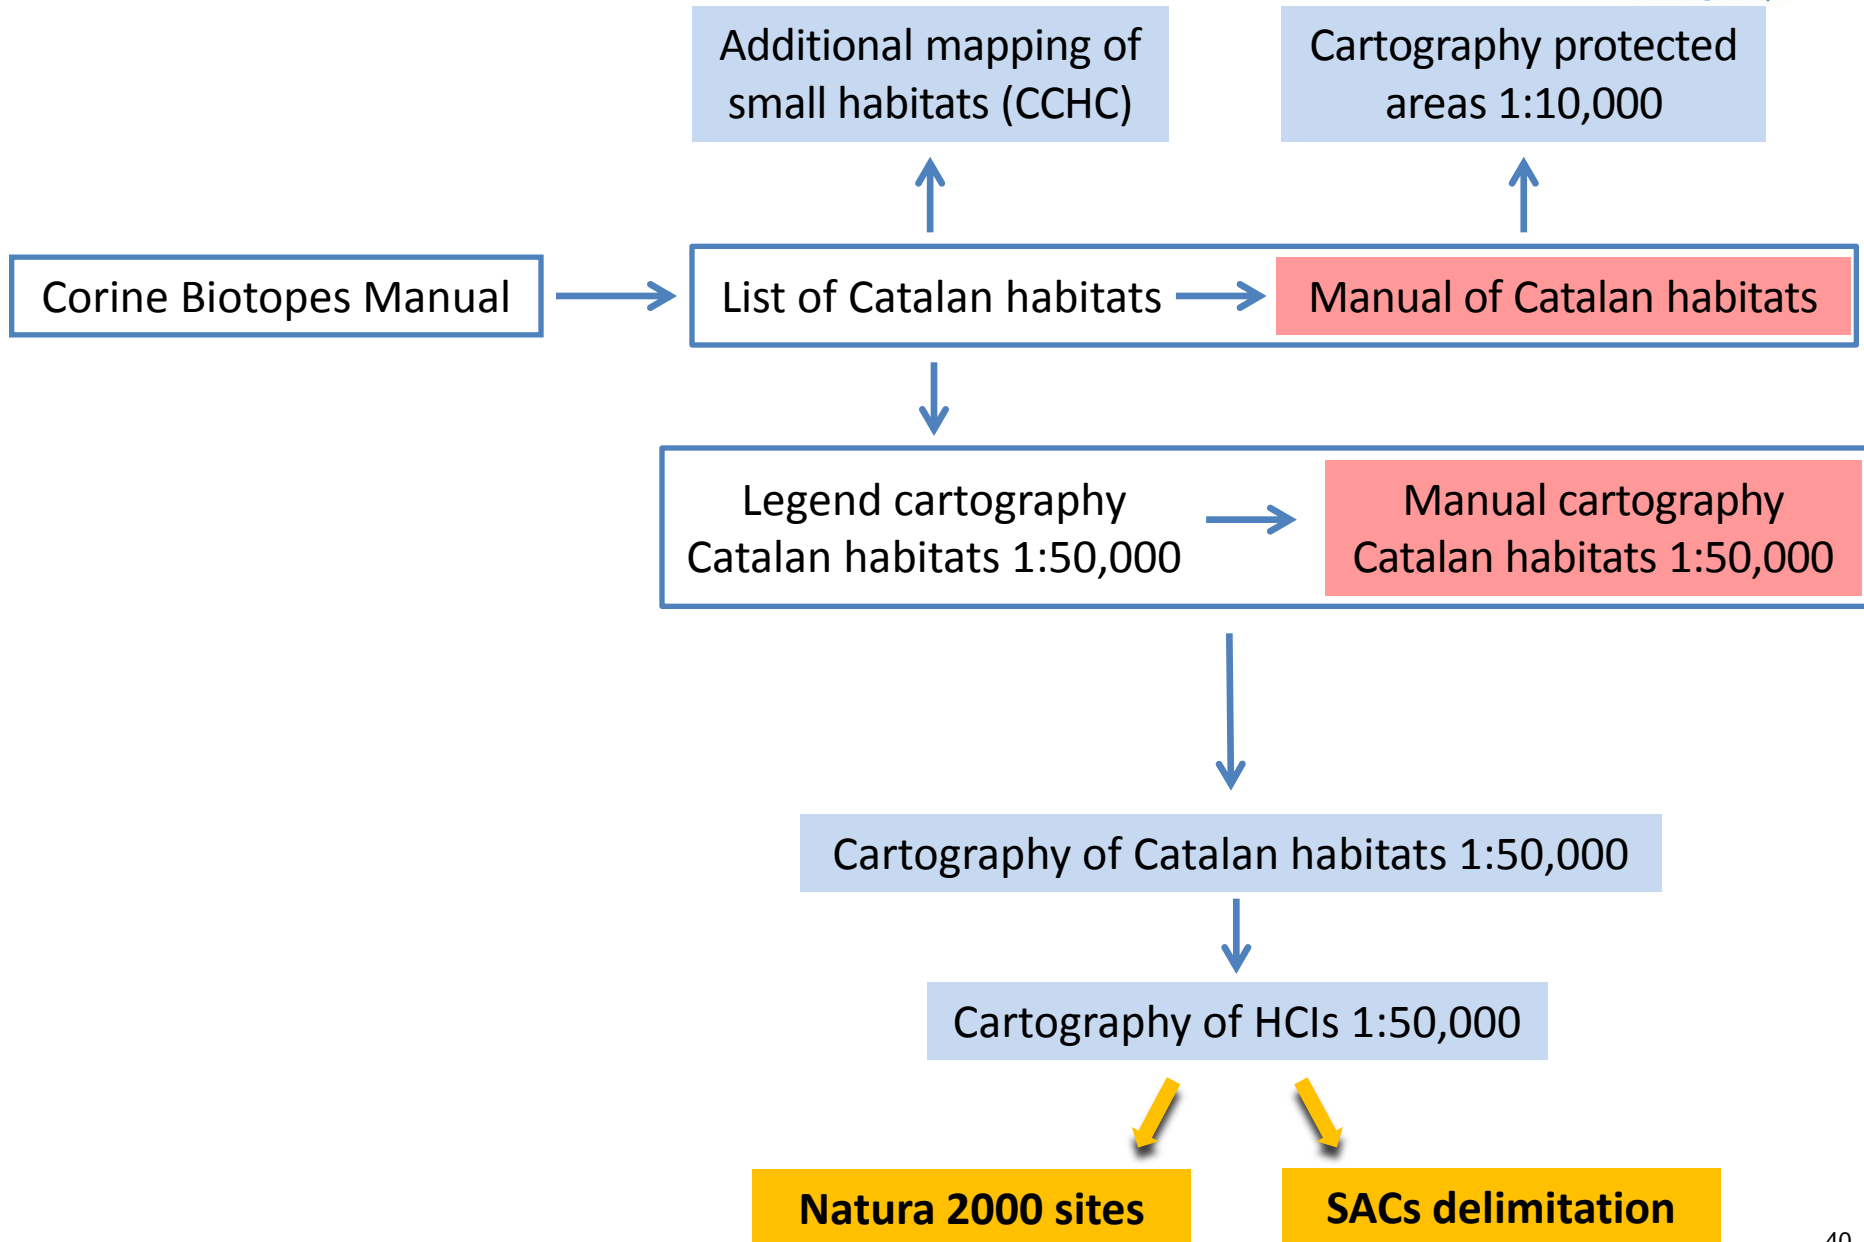 Additional mapping of
small habitats (CCHC)
Cartography protected
areas 1:10,000
Corine Biotopes Manual
List of Catalan habitats
Manual of Catalan habitats
Legend cartography
Catalan habitats 1:50,000
Manual cartography
Catalan habitats 1:50,000
Cartography of Catalan habitats 1:50,000
Cartography of HCIs 1:50,000
Natura 2000 sites
SACs delimitation
40